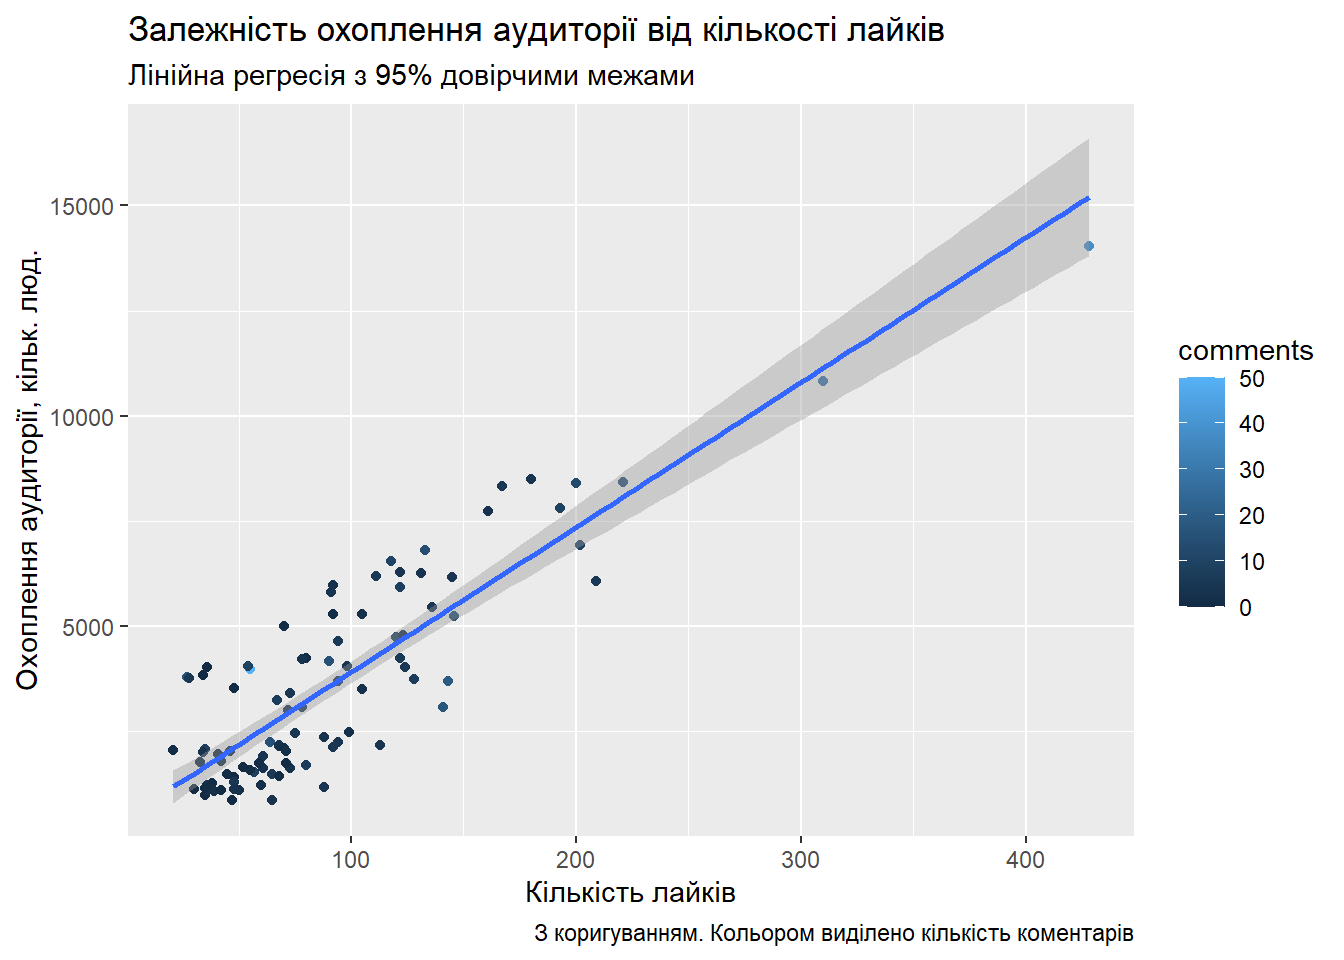 Залежність охоплення аудиторії від кількості лайків
Лінійна регресія з 95% довірчими межами
Охоплення аудиторії, кільк. люд.
15000
10000
5000
100
200
300
400
Кількість лайків
З коригуванням. Кольором виділено кількість коментарів
comments
50
40
30
20
10
0